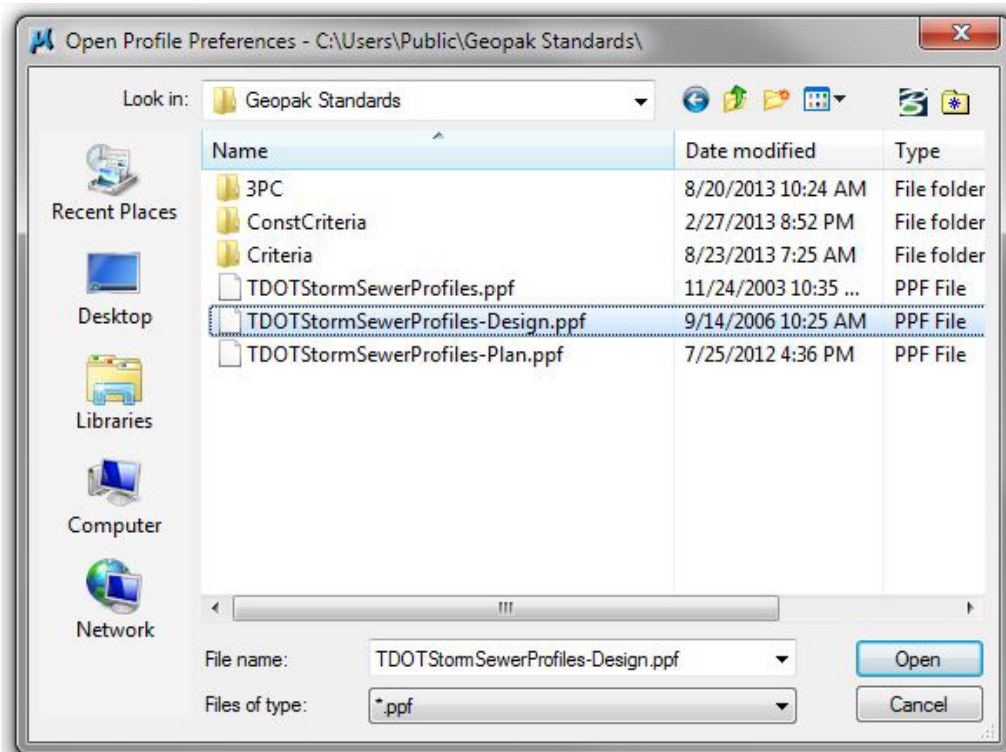 Open Profile Preferences - C:\Users\Public\Geopak Standards\
Look in: Geopak Standards
Name Date modified Type
3PC 8/20/2013 10:24 AM File folder
ConstCriteria 2/27/2013 8:52 PM File folder
Criteria 8/23/2013 7:25 AM File folder
TDOTStormSewerProfiles.ppf 11/24/2003 10:35 ... PPF File
TDOTStormSewerProfiles-Design.ppf 9/14/2006 10:25 AM PPF File
TDOTStormSewerProfiles-Plan.ppf 7/25/2012 4:36 PM PPF File
Recent Places
Desktop
Libraries
Computer
Network
File name: TDOTStormSewerProfiles-Design.ppf Open
Files of type: *.ppf Cancel